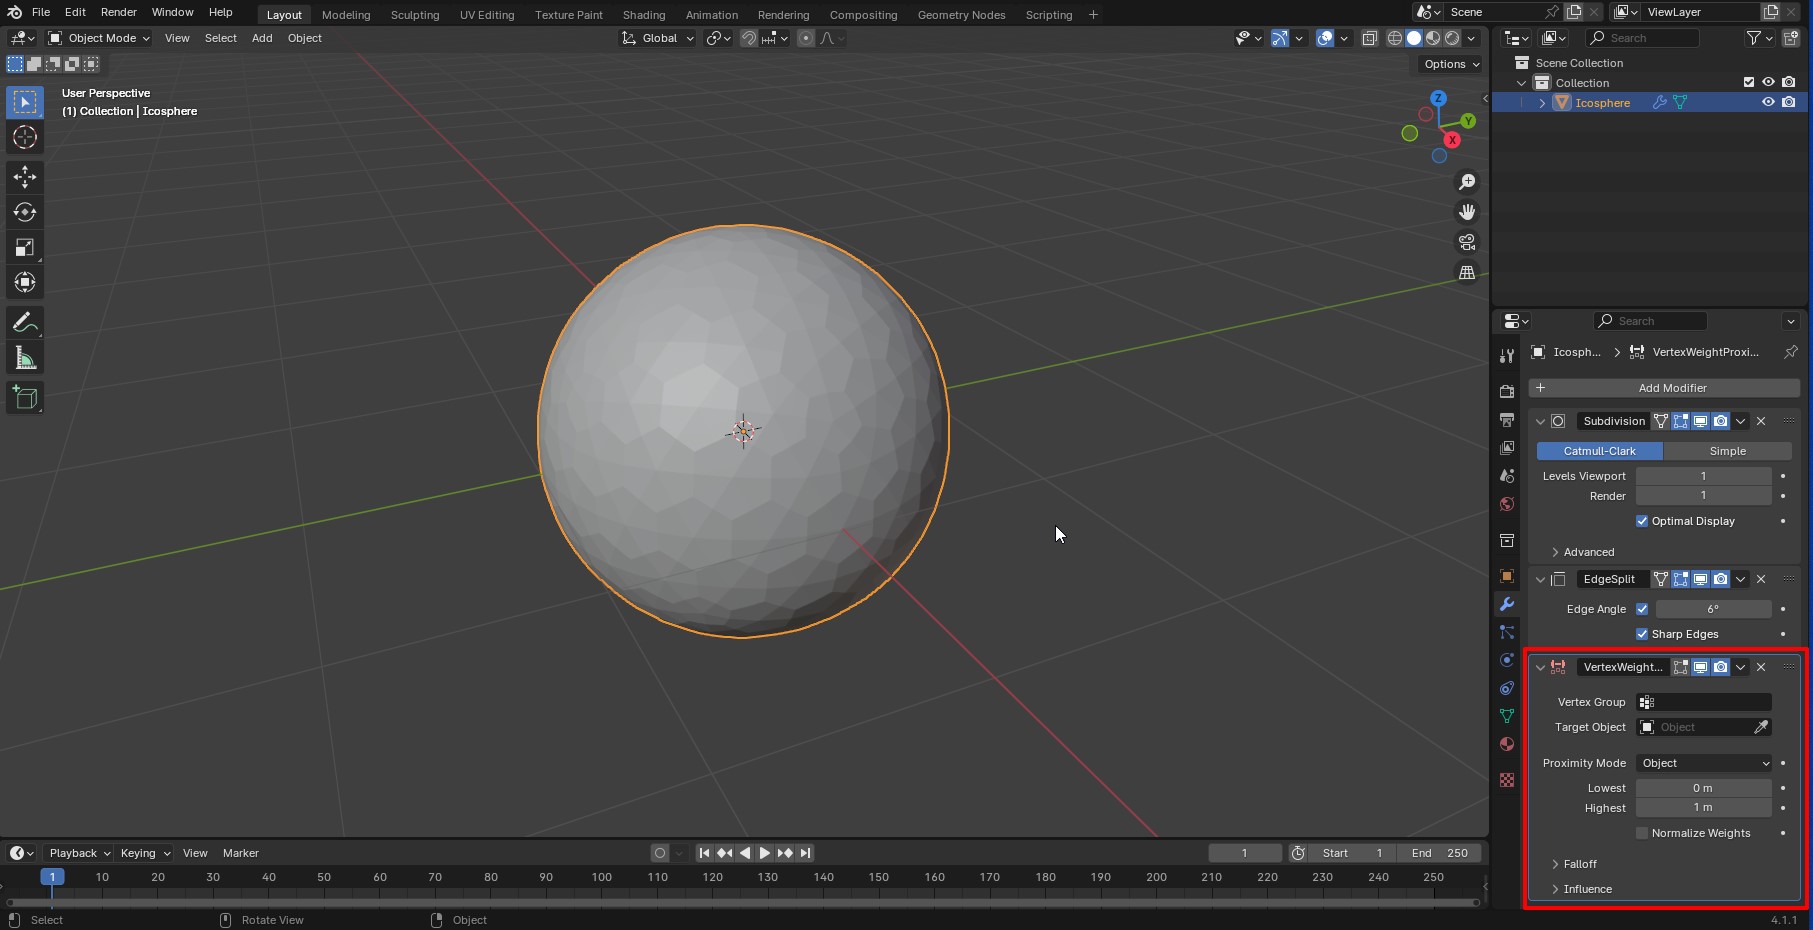 File Edit Render Window Help Layout Modeling Sculpting UV Editing Texture Paint Shading Animation Rendering Compositing Geometry Nodes Scripting + Scene ViewLayer
Object Mode View Select Add Object Global Search
Options
User Perspective
(1) Collection | Icosphere
Z
Y
X
Scene Collection
Collection
Icosphere
Search
Icosph... > VertexWeightProxi...
+ Add Modifier
Subdivision
Catmull-Clark Simple
Levels Viewport 1
Render 1
Optimal Display
Advanced
EdgeSplit
Edge Angle 6°
Sharp Edges
VertexWeight...
Vertex Group
Target Object Object
Proximity Mode Object
Lowest 0 m
Highest 1 m
Normalize Weights
Falloff
Influence
Playback Keying View Marker 1 Start 1 End 250
1 10 20 30 40 50 60 70 80 90 100 110 120 130 140 150 160 170 180 190 200 210 220 230 240 250
Select Rotate View Object 4.1.1